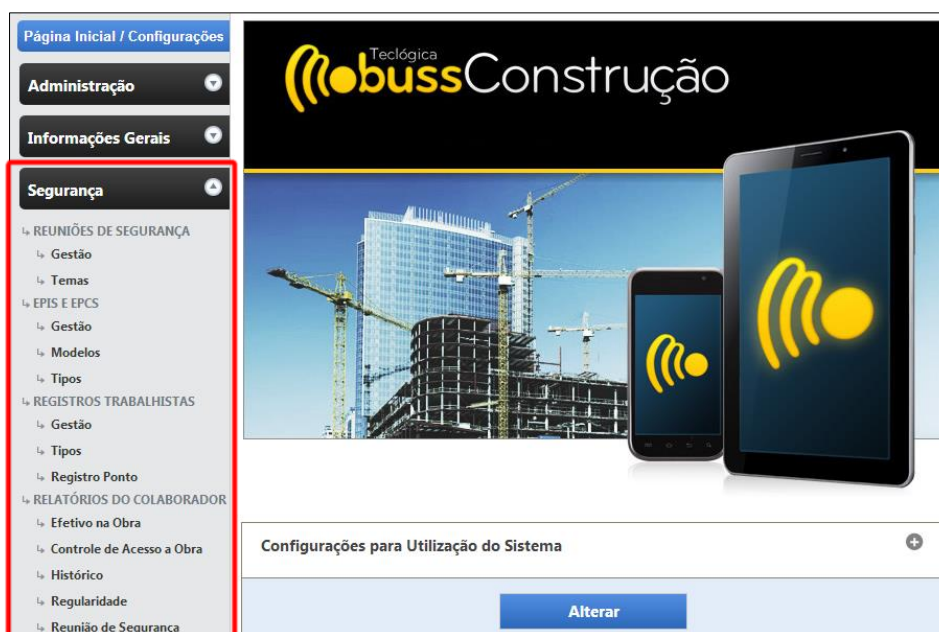 Página Inicial / Configurações
Administração
Informações Gerais
Segurança
REUNIÕES DE SEGURANÇA
Gestão
Temas
EPIS E EPCS
Gestão
Modelos
Tipos
REGISTROS TRABALHISTAS
Gestão
Tipos
Registro Ponto
RELATÓRIOS DO COLABORADOR
Efetivo na Obra
Controle de Acesso a Obra
Histórico
Regularidade
Reunião de Segurança
Teclógica
mobussConstrução
Configurações para Utilização do Sistema
Alterar